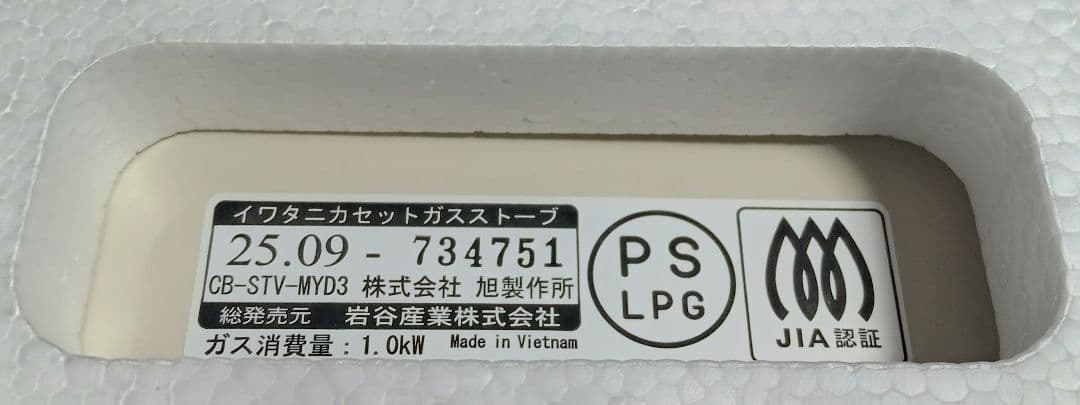 イワタニカセットガスストーブ
25.09 - 734751
CB-STV-MYD3 株式会社 旭製作所
総発売元 岩谷産業株式会社
ガス消費量：1.0kW Made in Vietnam
PS
LPG
JIA認証